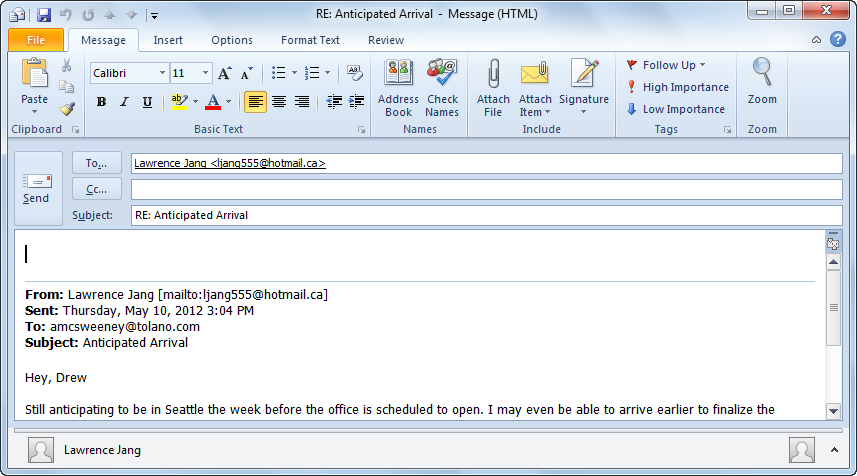 RE: Anticipated Arrival - Message (HTML)
File Message Insert Options Format Text Review
Calibri 11 Follow Up
Paste Address Book Check Names Attach File Attach Item Signature High Importance Zoom
B I U ab A Low Importance
Clipboard Basic Text Names Include Tags Zoom
To... Lawrence Jang <ljang555@hotmail.ca>
Send Cc...
Subject: RE: Anticipated Arrival
From: Lawrence Jang [mailto:ljang555@hotmail.ca]
Sent: Thursday, May 10, 2012 3:04 PM
To: amcsweeney@tolano.com
Subject: Anticipated Arrival
Hey, Drew
Still anticipating to be in Seattle the week before the office is scheduled to open. I may even be able to arrive earlier to finalize the
Lawrence Jang